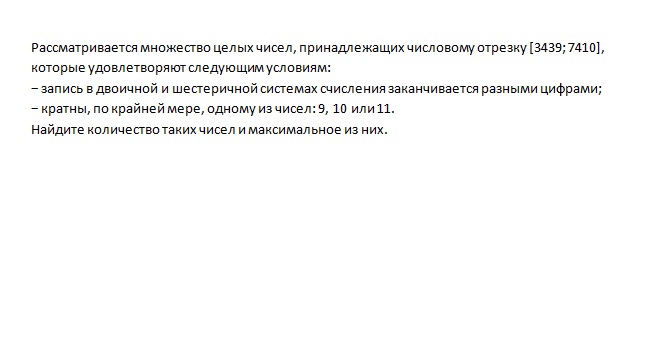 Рассматривается множество целых чисел, принадлежащих числовому отрезку [3439; 7410],
которые удовлетворяют следующим условиям:
− запись в двоичной и шестеричной системах счисления заканчивается разными цифрами;
− кратны, по крайней мере, одному из чисел: 9, 10 или 11.
Найдите количество таких чисел и максимальное из них.